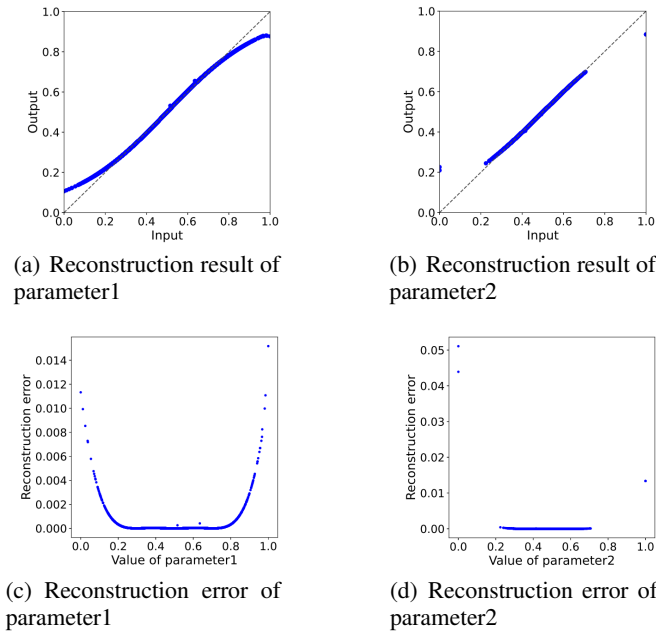 1.0
0.8
0.6
0.4
0.2
0.0
0.0 0.2 0.4 0.6 0.8 1.0
Output
Input
(a) Reconstruction result of
parameter1
1.0
0.8
0.6
0.4
0.2
0.0
0.0 0.2 0.4 0.6 0.8 1.0
Output
Input
(b) Reconstruction result of
parameter2
0.014
0.012
0.010
0.008
0.006
0.004
0.002
0.000
0.0 0.2 0.4 0.6 0.8 1.0
Reconstruction error
Value of parameter1
(c) Reconstruction error of
parameter1
0.05
0.04
0.03
0.02
0.01
0.00
0.0 0.2 0.4 0.6 0.8 1.0
Reconstruction error
Value of parameter2
(d) Reconstruction error of
parameter2